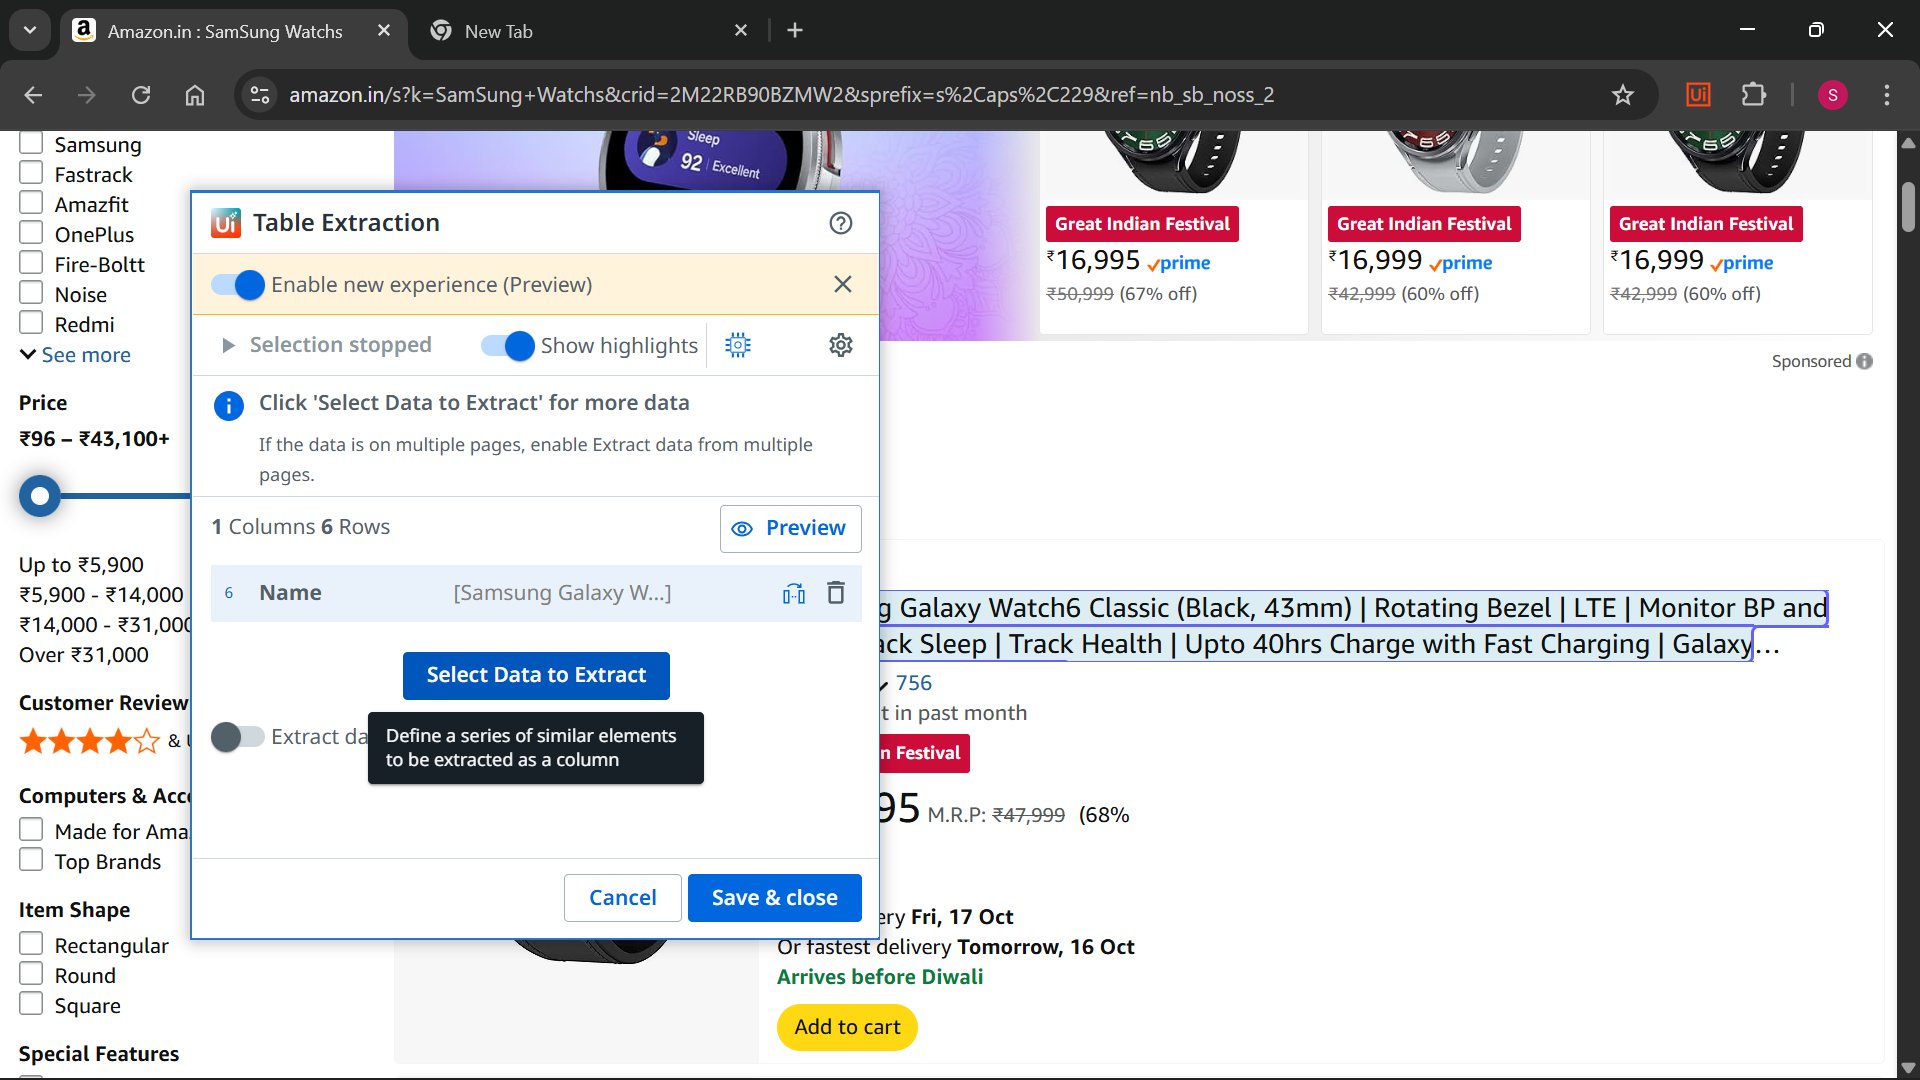 Amazon.in : SamSung Watchs
New Tab
amazon.in/s?k=SamSung+Watchs&crid=2M22RB90BZMW2&sprefix=s%2Caps%2C229&ref=nb_sb_noss_2
Ui
S
Samsung
Fastrack
Amazfit
OnePlus
Fire-Boltt
Noise
Redmi
See more
Price
₹96 – ₹43,100+
Up to ₹5,900
₹5,900 - ₹14,000
₹14,000 - ₹31,000
Over ₹31,000
Customer Review
& U
Computers & Acce
Made for Ama
Top Brands
Item Shape
Rectangular
Round
Square
Special Features
Sleep
92 Excellent
Great Indian Festival
₹16,995 prime
₹50,999 (67% off)
Great Indian Festival
₹16,999 prime
₹42,999 (60% off)
Great Indian Festival
₹16,999 prime
₹42,999 (60% off)
Sponsored
Ui Table Extraction
Enable new experience (Preview)
Selection stopped
Show highlights
Click 'Select Data to Extract' for more data
If the data is on multiple pages, enable Extract data from multiple
pages.
1 Columns 6 Rows
Preview
6 Name [Samsung Galaxy W...]
Select Data to Extract
Extract da
Define a series of similar elements
to be extracted as a column
Cancel
Save & close
g Galaxy Watch6 Classic (Black, 43mm) | Rotating Bezel | LTE | Monitor BP and
ack Sleep | Track Health | Upto 40hrs Charge with Fast Charging | Galaxy…
756
t in past month
n Festival
95 M.R.P: ₹47,999 (68%
ery Fri, 17 Oct
Or fastest delivery Tomorrow, 16 Oct
Arrives before Diwali
Add to cart